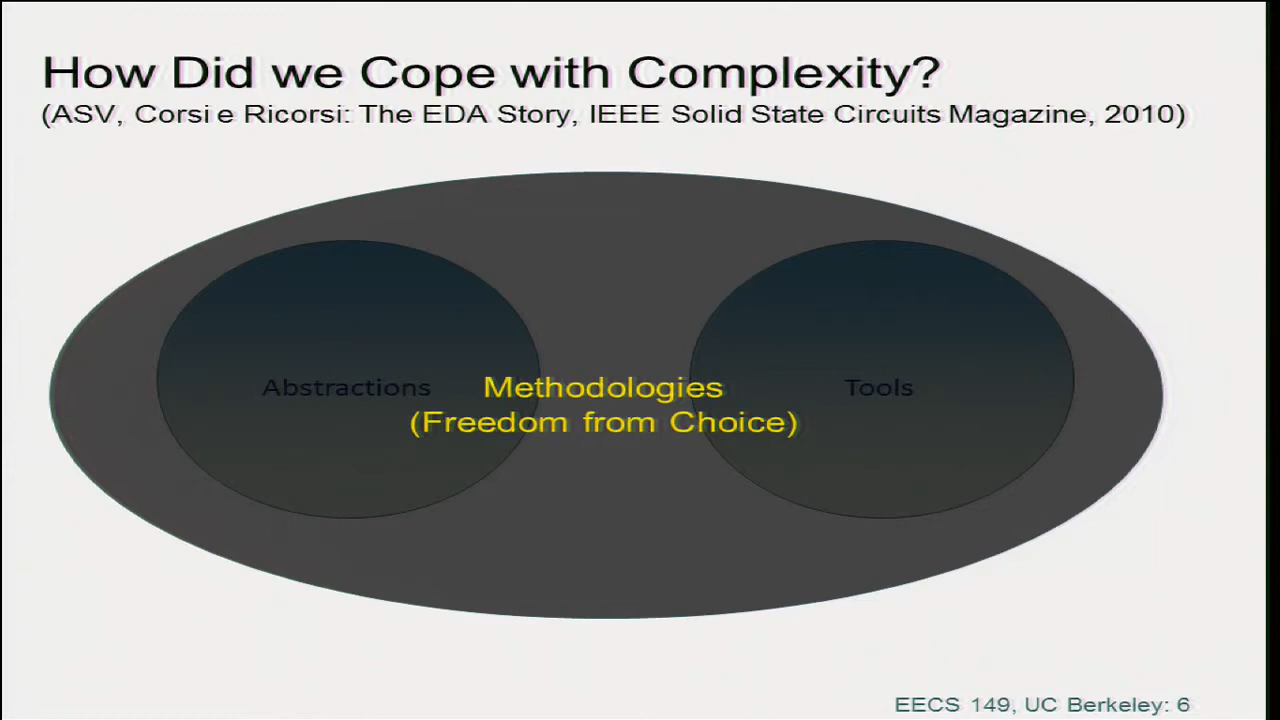 How Did we Cope with Complexity?
(ASV, Corsi e Ricorsi: The EDA Story, IEEE Solid State Circuits Magazine, 2010)
Abstractions
Methodologies
(Freedom from Choice)
Tools
EECS 149, UC Berkeley: 6